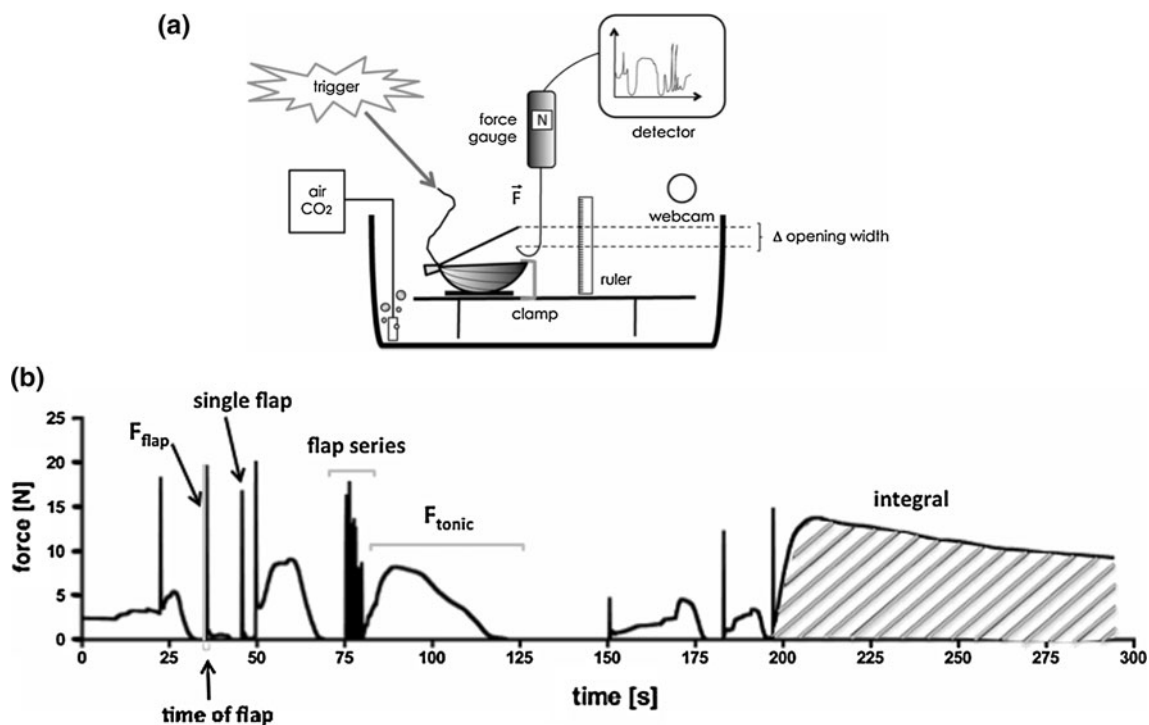 (a)
trigger
force
gauge
N
detector
air
CO₂
F
webcam
Δ opening width
ruler
clamp
(b)
single flap
F_flap
flap series
F_tonic
integral
force [N]
25
20
15
10
5
0
0 25 50 75 100 125 150 175 200 225 250 275 300
time [s]
time of flap